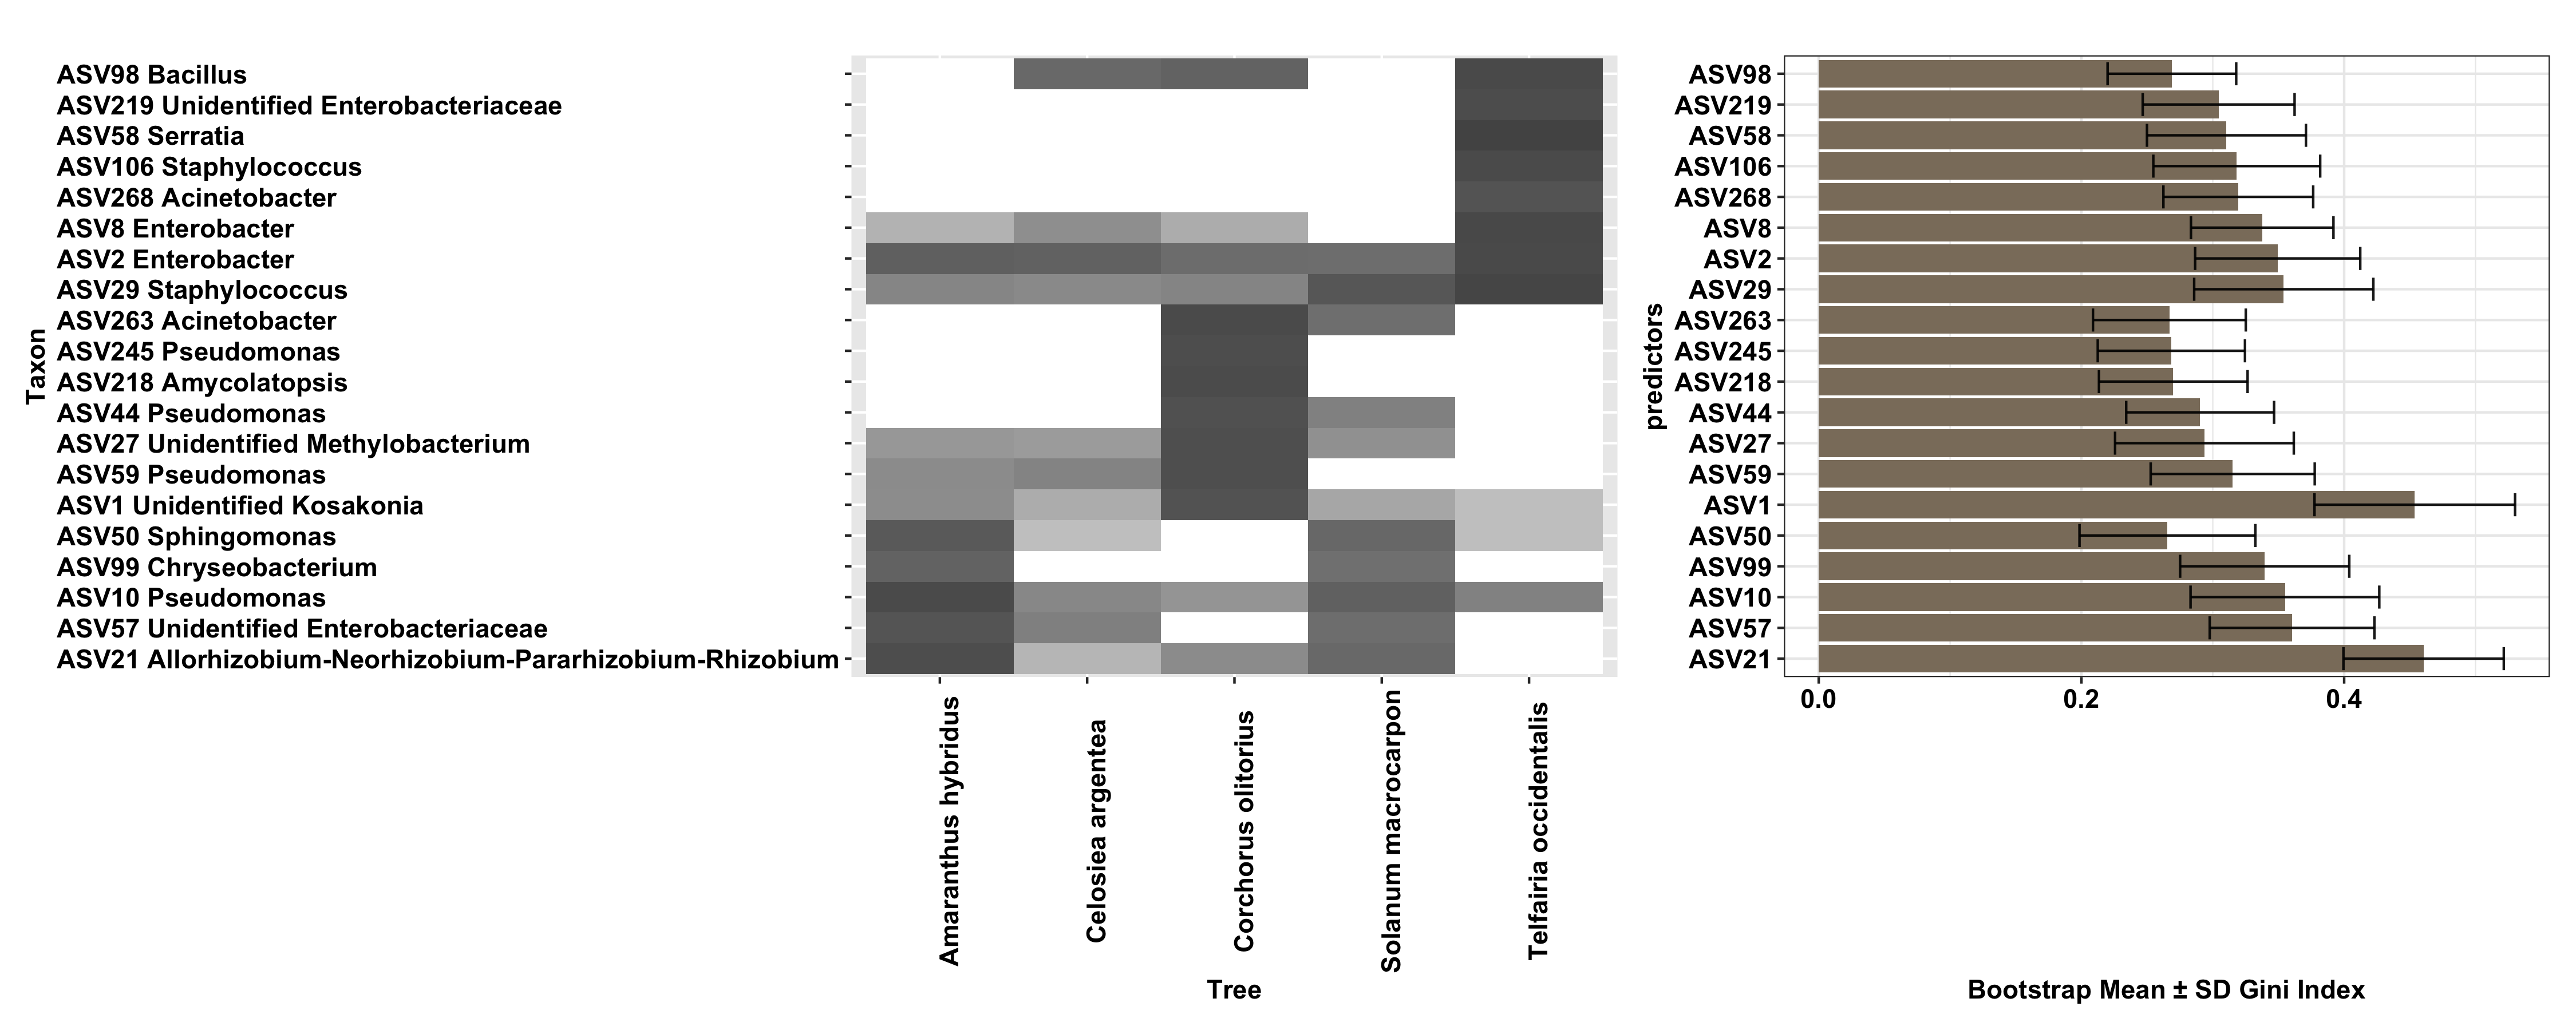 Taxon
ASV98 Bacillus
ASV219 Unidentified Enterobacteriaceae
ASV58 Serratia
ASV106 Staphylococcus
ASV268 Acinetobacter
ASV8 Enterobacter
ASV2 Enterobacter
ASV29 Staphylococcus
ASV263 Acinetobacter
ASV245 Pseudomonas
ASV218 Amycolatopsis
ASV44 Pseudomonas
ASV27 Unidentified Methylobacterium
ASV59 Pseudomonas
ASV1 Unidentified Kosakonia
ASV50 Sphingomonas
ASV99 Chryseobacterium
ASV10 Pseudomonas
ASV57 Unidentified Enterobacteriaceae
ASV21 Allorhizobium-Neorhizobium-Pararhizobium-Rhizobium
Amaranthus hybridus
Celosiea argentea
Corchorus olitorius
Solanum macrocarpon
Telfairia occidentalis
Tree
predictors
ASV98
ASV219
ASV58
ASV106
ASV268
ASV8
ASV2
ASV29
ASV263
ASV245
ASV218
ASV44
ASV27
ASV59
ASV1
ASV50
ASV99
ASV10
ASV57
ASV21
0.0 0.2 0.4
Bootstrap Mean ± SD Gini Index